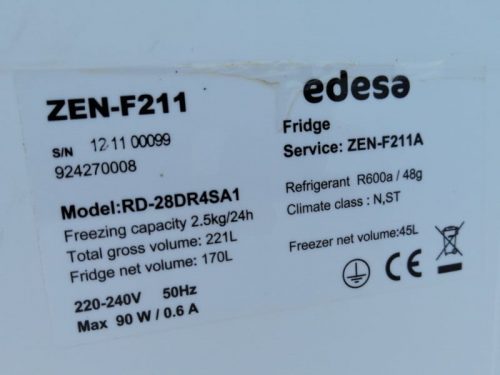 ZEN-F211
S/N 12 11 00099
924270008
Model:RD-28DR4SA1
Freezing capacity 2.5kg/24h
Total gross volume: 221L
Fridge net volume: 170L
220-240V 50Hz
Max 90 W / 0.6 A
edesa
Fridge
Service: ZEN-F211A
Refrigerant R600a / 48g
Climate class : N,ST
Freezer net volume:45L
CE